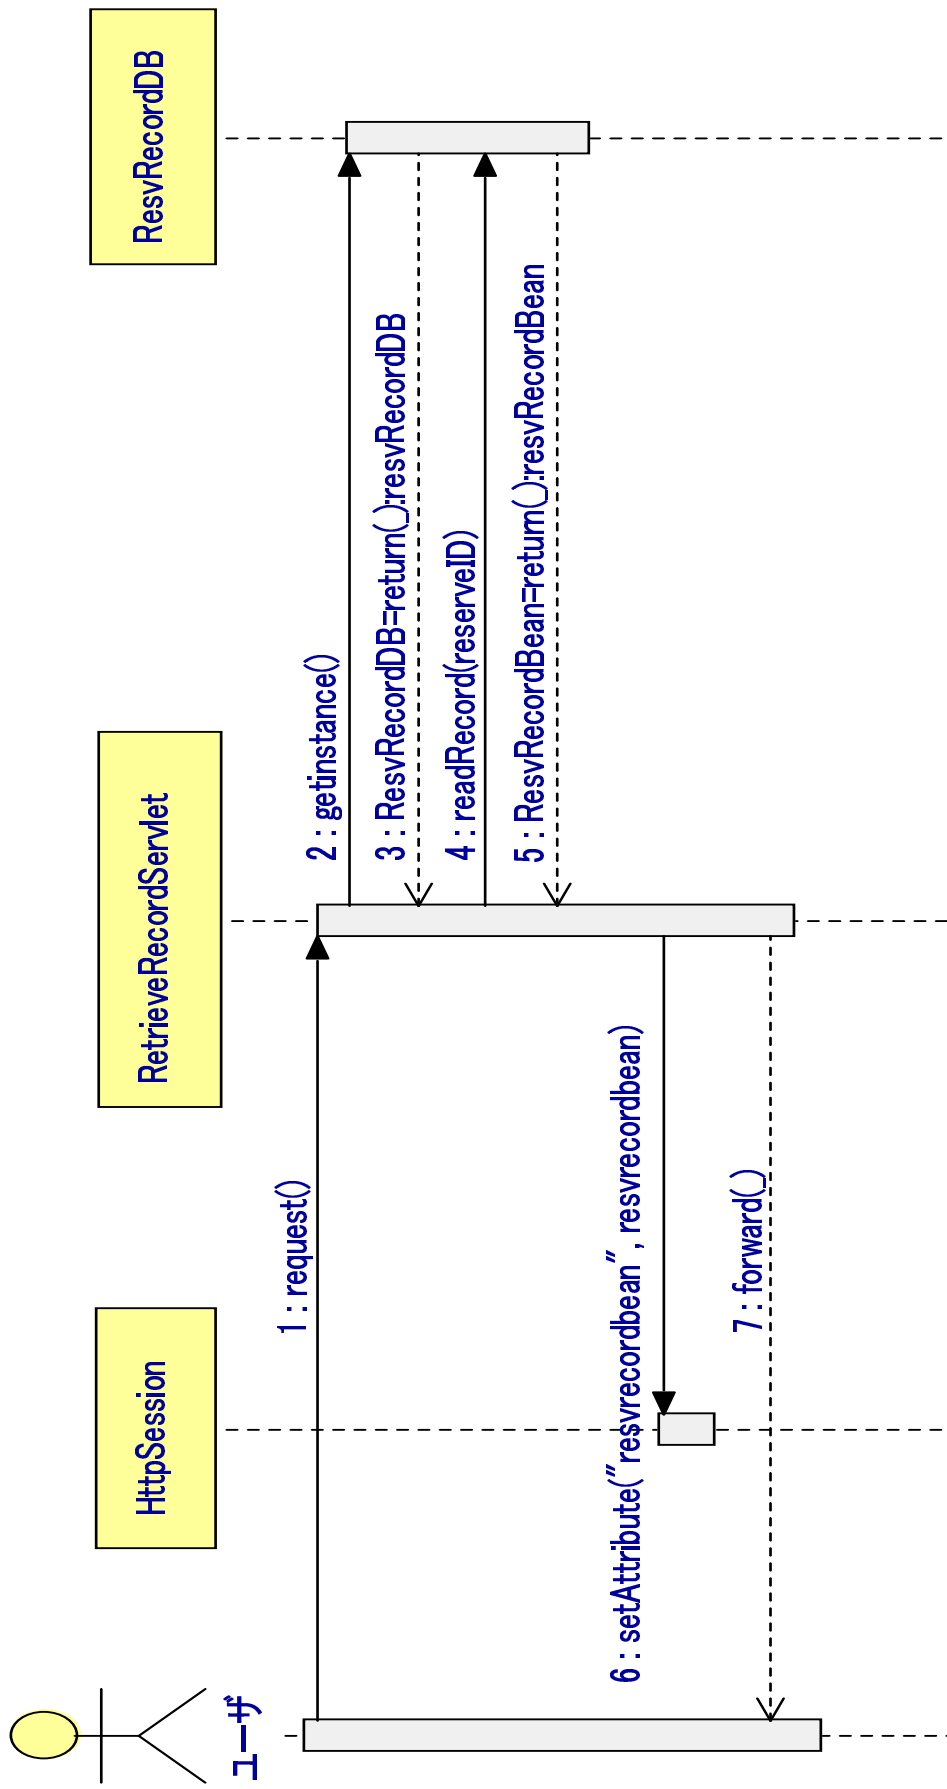 ユーザ
HttpSession
RetrieveRecordServlet
ResvRecordDB
1 : request()
2 : getinstance()
3 : ResvRecordDB=return(_):resvRecordDB
4 : readRecord(reserveID)
5 : ResvRecordBean=return(_):resvRecordBean
6 : setAttribute(″resvrecordbean″, resvrecordbean)
7 : forward(_)